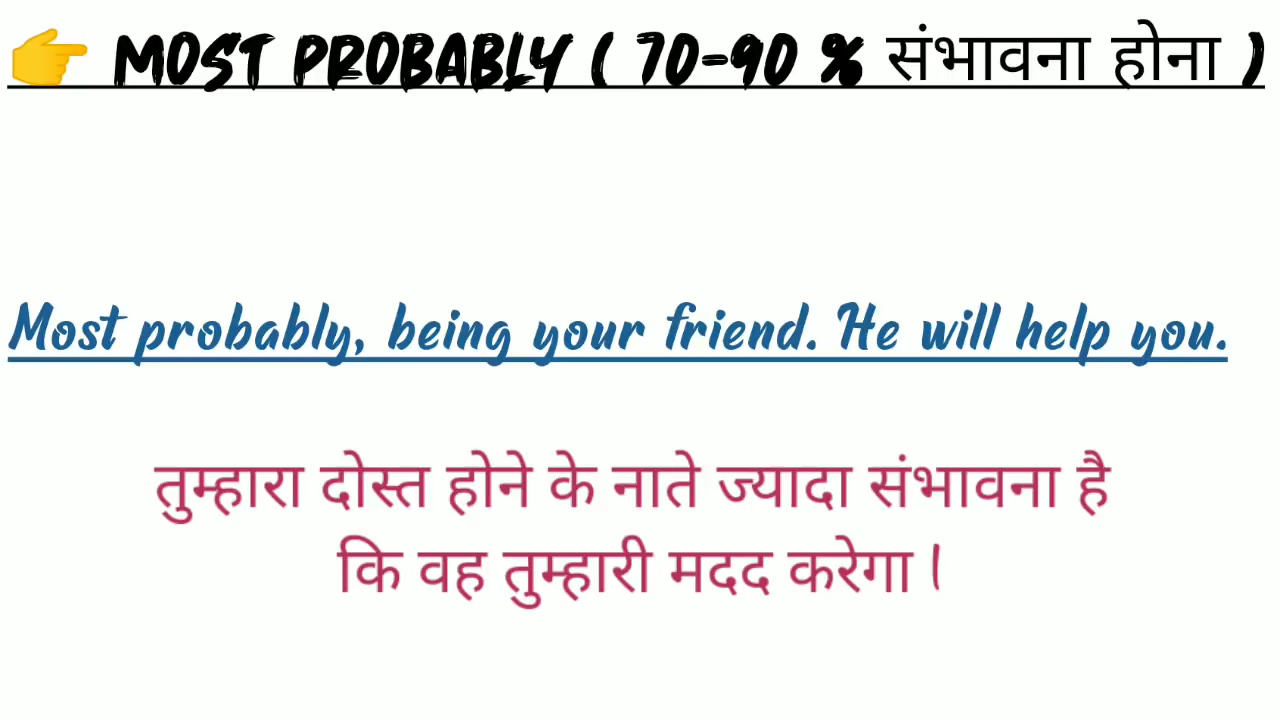 👉 MOST PROBABLY ( 70-90 % संभावना होना )
Most probably, being your friend. He will help you.
तुम्हारा दोस्त होने के नाते ज्यादा संभावना है
कि वह तुम्हारी मदद करेगा ।